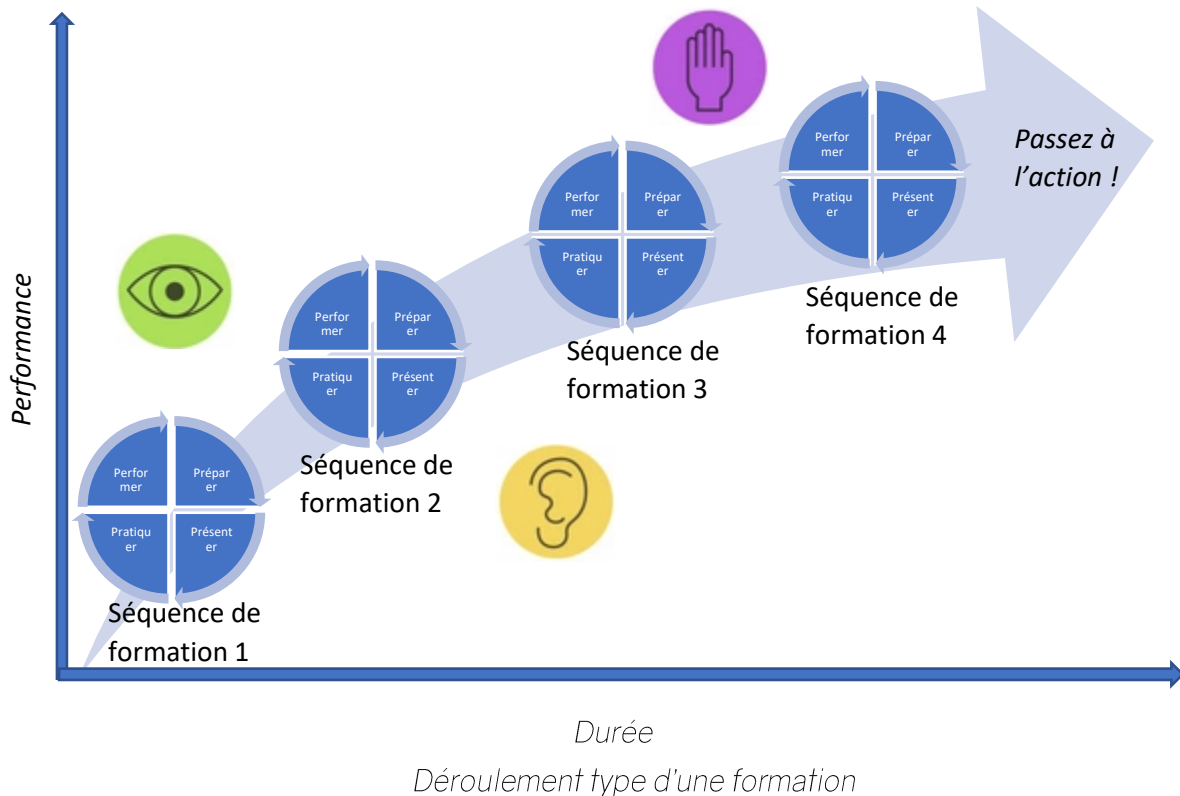 Performance
Perfor
mer
Prépar
er
Pratiqu
er
Présent
er
Séquence de
formation 1
Perfor
mer
Prépar
er
Pratiqu
er
Présent
er
Séquence de
formation 2
Perfor
mer
Prépar
er
Pratiqu
er
Présent
er
Séquence de
formation 3
Perfor
mer
Prépar
er
Pratiqu
er
Présent
er
Séquence de
formation 4
Passez à
l’action !
Durée
Déroulement type d’une formation